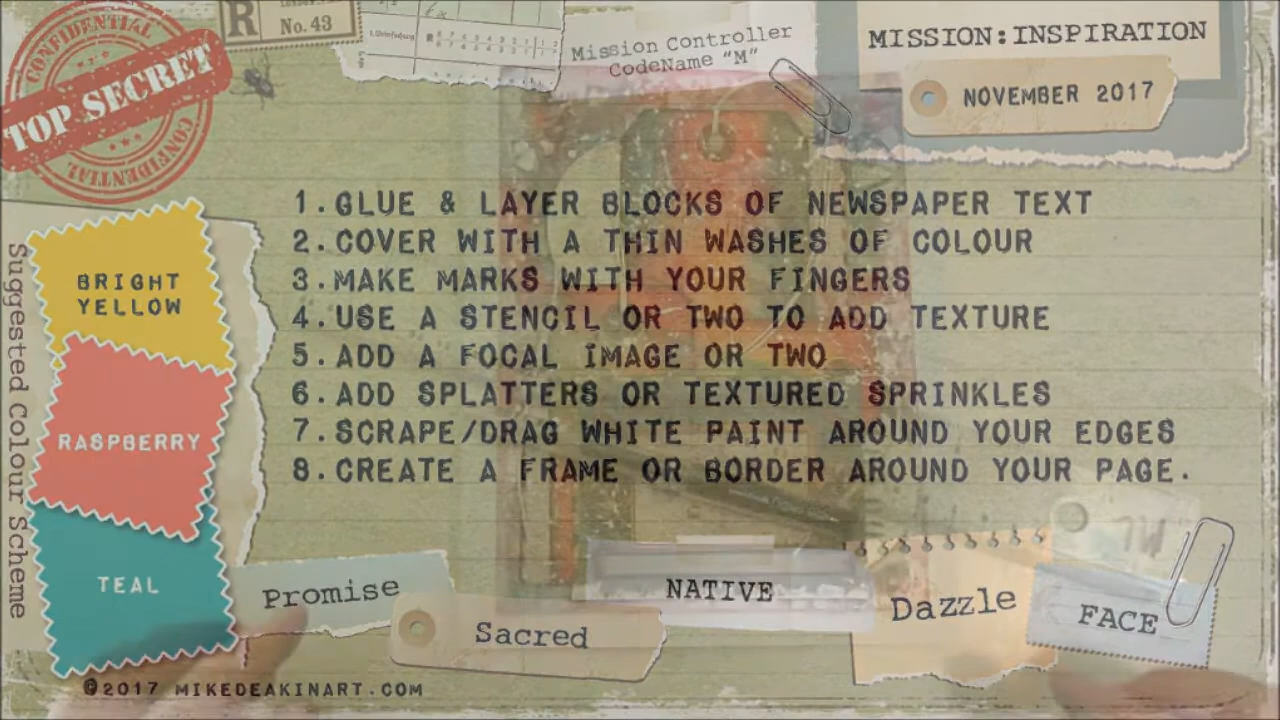 CONFIDENTIAL
TOP SECRET
CONFIDENTIAL
R
No. 43
Mission Controller
CodeName "M"
MISSION:INSPIRATION
NOVEMBER 2017
1.GLUE & LAYER BLOCKS OF NEWSPAPER TEXT
2.COVER WITH A THIN WASHES OF COLOUR
3.MAKE MARKS WITH YOUR FINGERS
4.USE A STENCIL OR TWO TO ADD TEXTURE
5.ADD A FOCAL IMAGE OR TWO
6.ADD SPLATTERS OR TEXTURED SPRINKLES
7.SCRAPE/DRAG WHITE PAINT AROUND YOUR EDGES
8.CREATE A FRAME OR BORDER AROUND YOUR PAGE.
Suggested Colour Scheme
BRIGHT
YELLOW
RASPBERRY
TEAL
Promise
Sacred
NATIVE
Dazzle
FACE
©2017 MIKEDEAKINART.COM